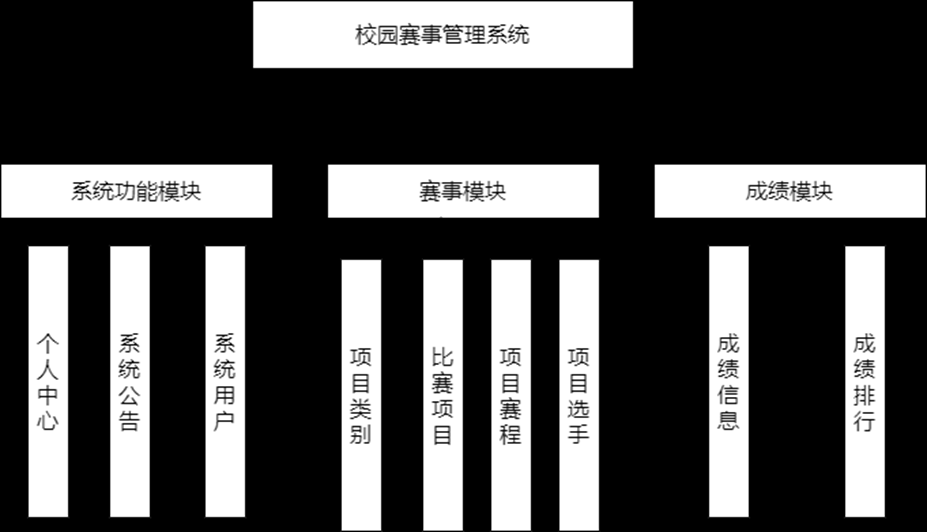 校园赛事管理系统
系统功能模块
赛事模块
成绩模块
个人中心
系统公告
系统用户
项目类别
比赛项目
项目赛程
项目选手
成绩信息
成绩排行